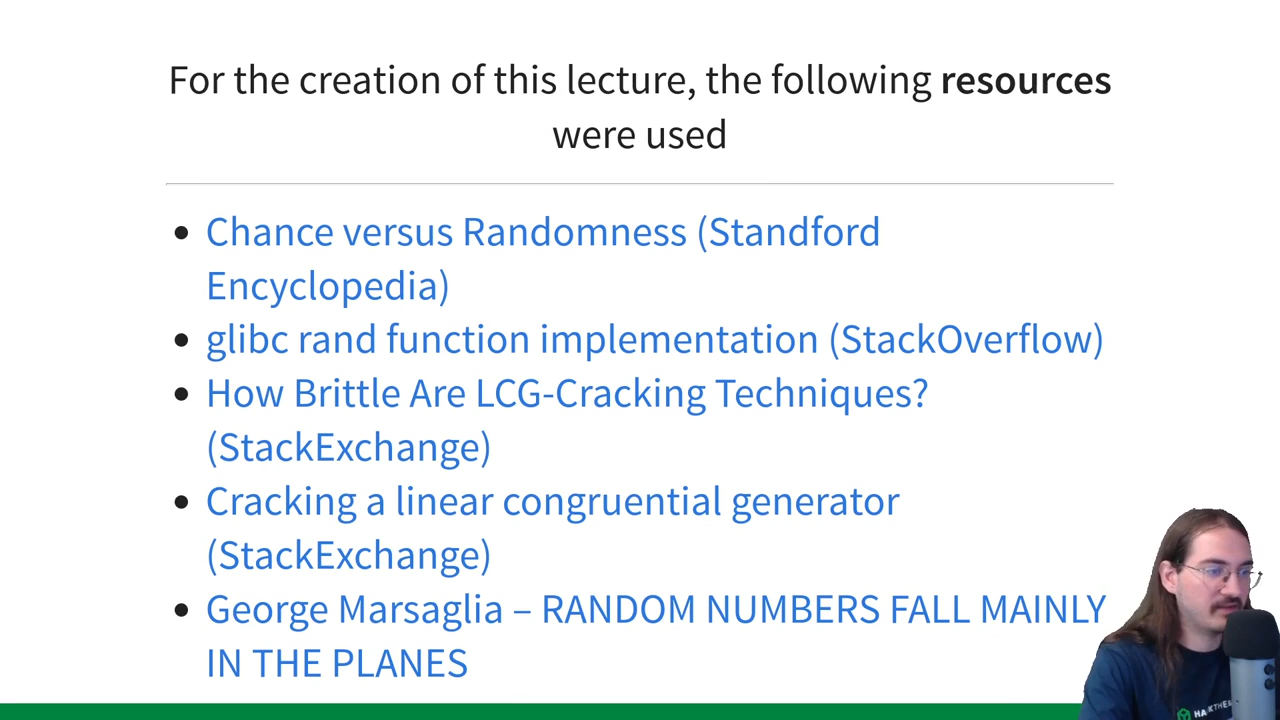 For the creation of this lecture, the following resources
were used
• Chance versus Randomness (Standford
Encyclopedia)
• glibc rand function implementation (StackOverflow)
• How Brittle Are LCG-Cracking Techniques?
(StackExchange)
• Cracking a linear congruential generator
(StackExchange)
• George Marsaglia – RANDOM NUMBERS FALL MAINLY
IN THE PLANES